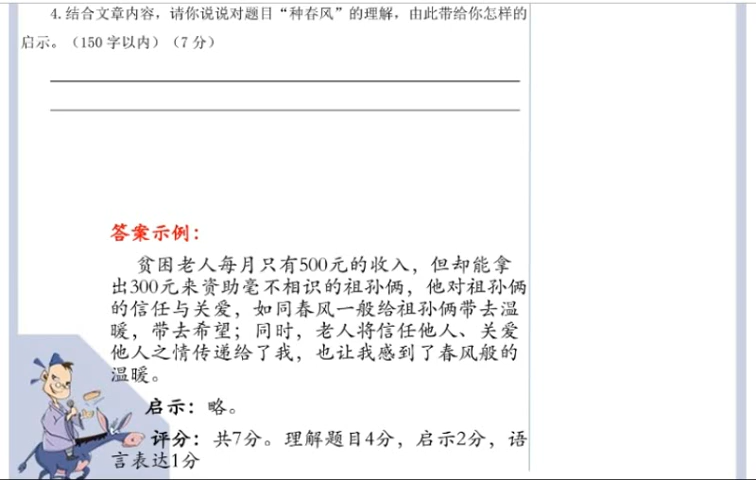 4.结合文章内容，请你说说对题目“种春风”的理解，由此带给你怎样的
启示。（150字以内）（7分）
答案示例：
贫困老人每月只有500元的收入，但却能拿
出300元来资助毫不相识的祖孙俩，他对祖孙俩
的信任与关爱，如同春风一般给祖孙俩带去温
暖，带去希望；同时，老人将信任他人、关爱
他人之情传递给了我，也让我感到了春风般的
温暖。
启示：略。
评分：共7分。理解题目4分，启示2分，语
言表达1分